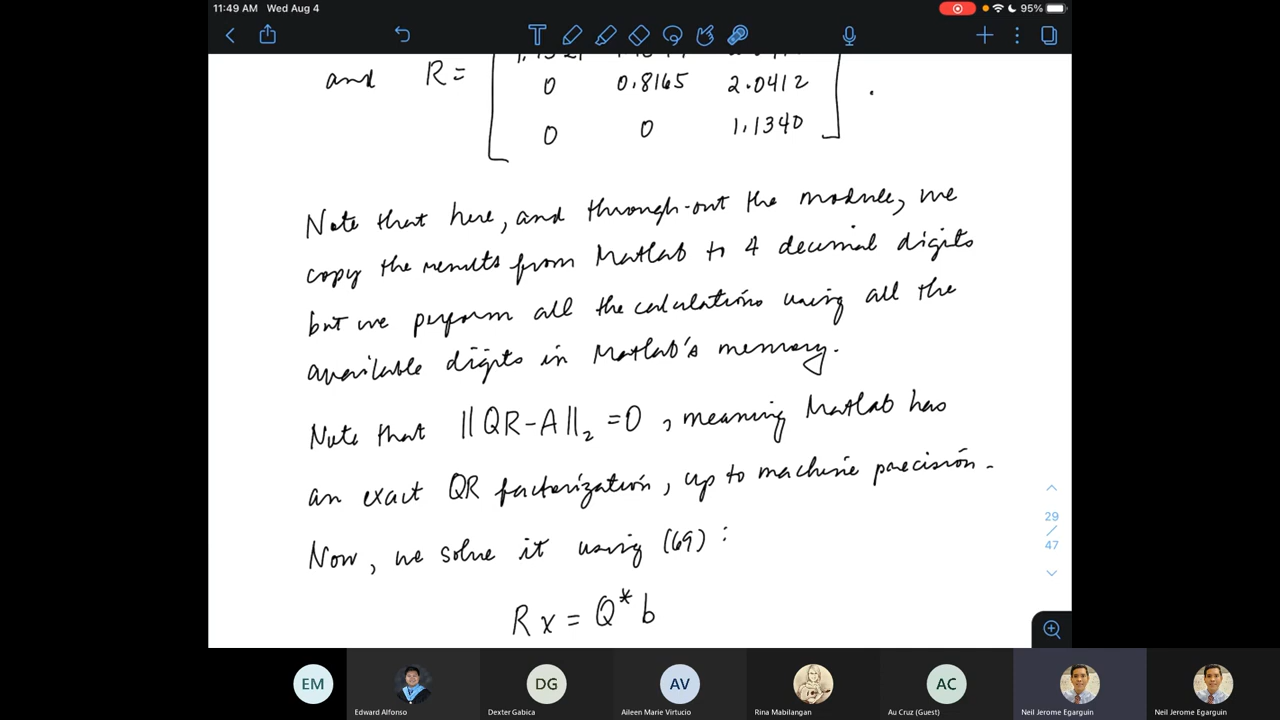 11:49 AM Wed Aug 4
95%
and R =
0 0.8165 2.0412
0 0 1.1340
Note that here, and through-out the module, we
copy the results from Matlab to 4 decimal digits
but we perform all the calculations using all the
available digits in Matlab's memory.
Note that ||QR-A||₂ = 0, meaning Matlab has
an exact QR factorization, up to machine precision.
Now, we solve it using (69):
Rx = Q*b
29
/
47
EM
DG
AV
AC
Edward Alfonso
Dexter Gabica
Aileen Marie Virtucio
Rina Mabilangan
Au Cruz (Guest)
Neil Jerome Egarguin
Neil Jerome Egarguin